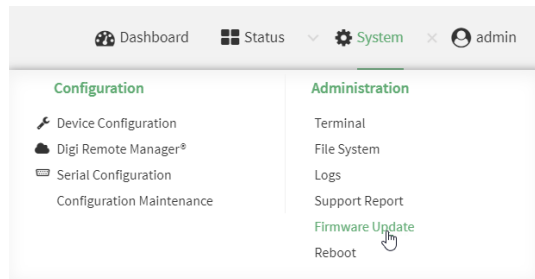 Dashboard Status System admin
Configuration
Device Configuration
Digi Remote Manager®
Serial Configuration
Configuration Maintenance
Administration
Terminal
File System
Logs
Support Report
Firmware Update
Reboot